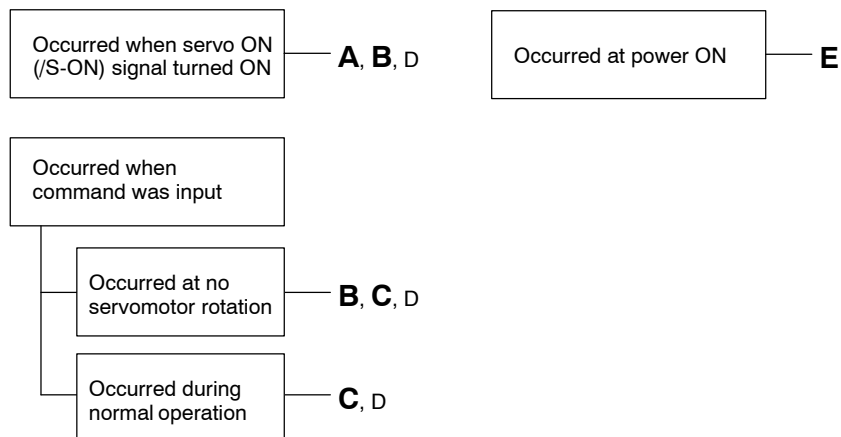 Occurred when servo ON
(/S-ON) signal turned ON
A, B, D
Occurred at power ON
E
Occurred when
command was input
Occurred at no
servomotor rotation
B, C, D
Occurred during
normal operation
C, D